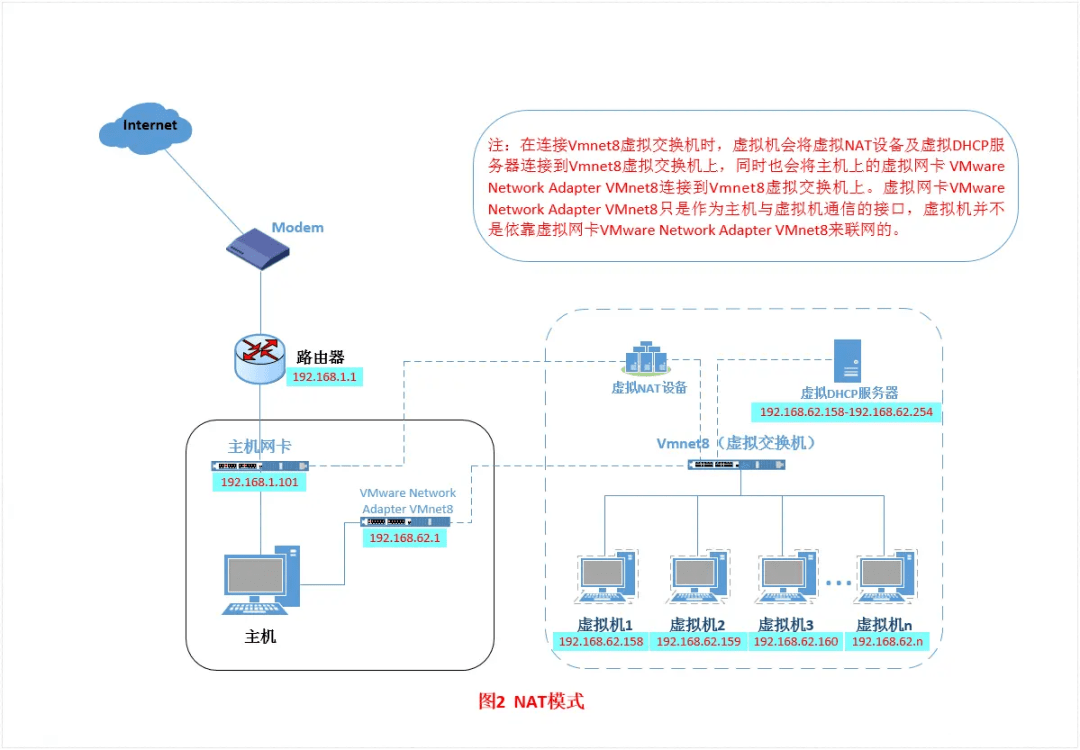 Internet
注：在连接Vmnet8虚拟交换机时，虚拟机会将虚拟NAT设备及虚拟DHCP服
务器连接到Vmnet8虚拟交换机上，同时也会将主机上的虚拟网卡 VMware
Network Adapter VMnet8连接到Vmnet8虚拟交换机上。虚拟网卡VMware
Network Adapter VMnet8只是作为主机与虚拟机通信的接口，虚拟机并不
是依靠虚拟网卡VMware Network Adapter VMnet8来联网的。
Modem
路由器
192.168.1.1
虚拟NAT设备
虚拟DHCP服务器
192.168.62.158-192.168.62.254
主机网卡
192.168.1.101
Vmnet8（虚拟交换机）
VMware Network
Adapter VMnet8
192.168.62.1
主机
虚拟机1
192.168.62.158
虚拟机2
192.168.62.159
虚拟机3
192.168.62.160
虚拟机n
192.168.62.n
图2 NAT模式